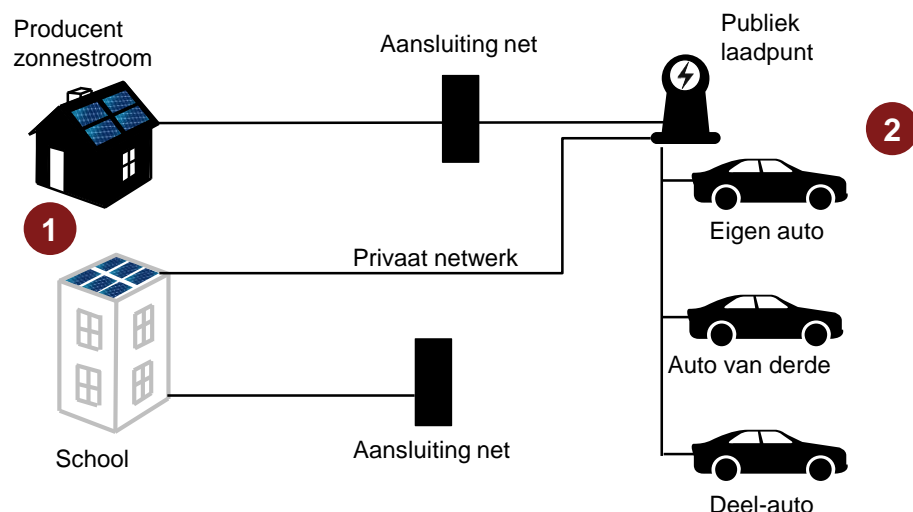 Producent
zonnestroom
Aansluiting net
Publiek
laadpunt
2
1
Eigen auto
Privaat netwerk
Auto van derde
School
Aansluiting net
Deel-auto